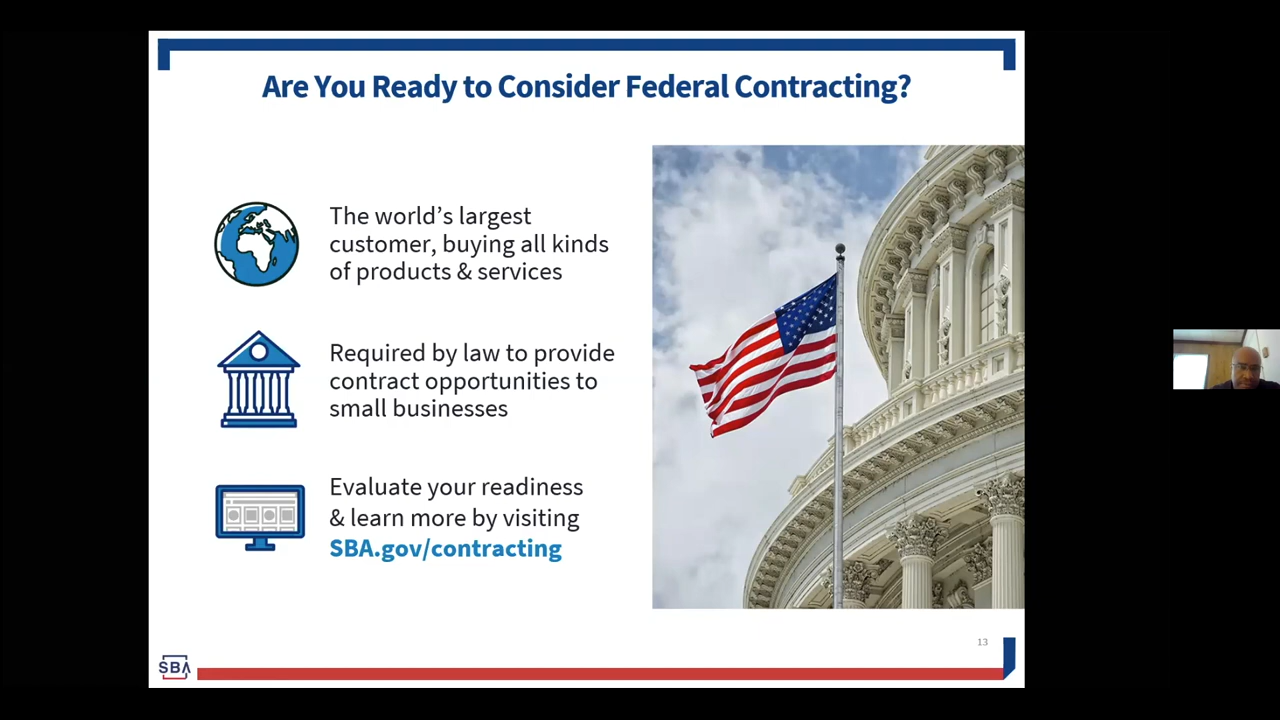 Are You Ready to Consider Federal Contracting?
The world’s largest
customer, buying all kinds
of products & services
Required by law to provide
contract opportunities to
small businesses
Evaluate your readiness
& learn more by visiting
SBA.gov/contracting
13
SBA